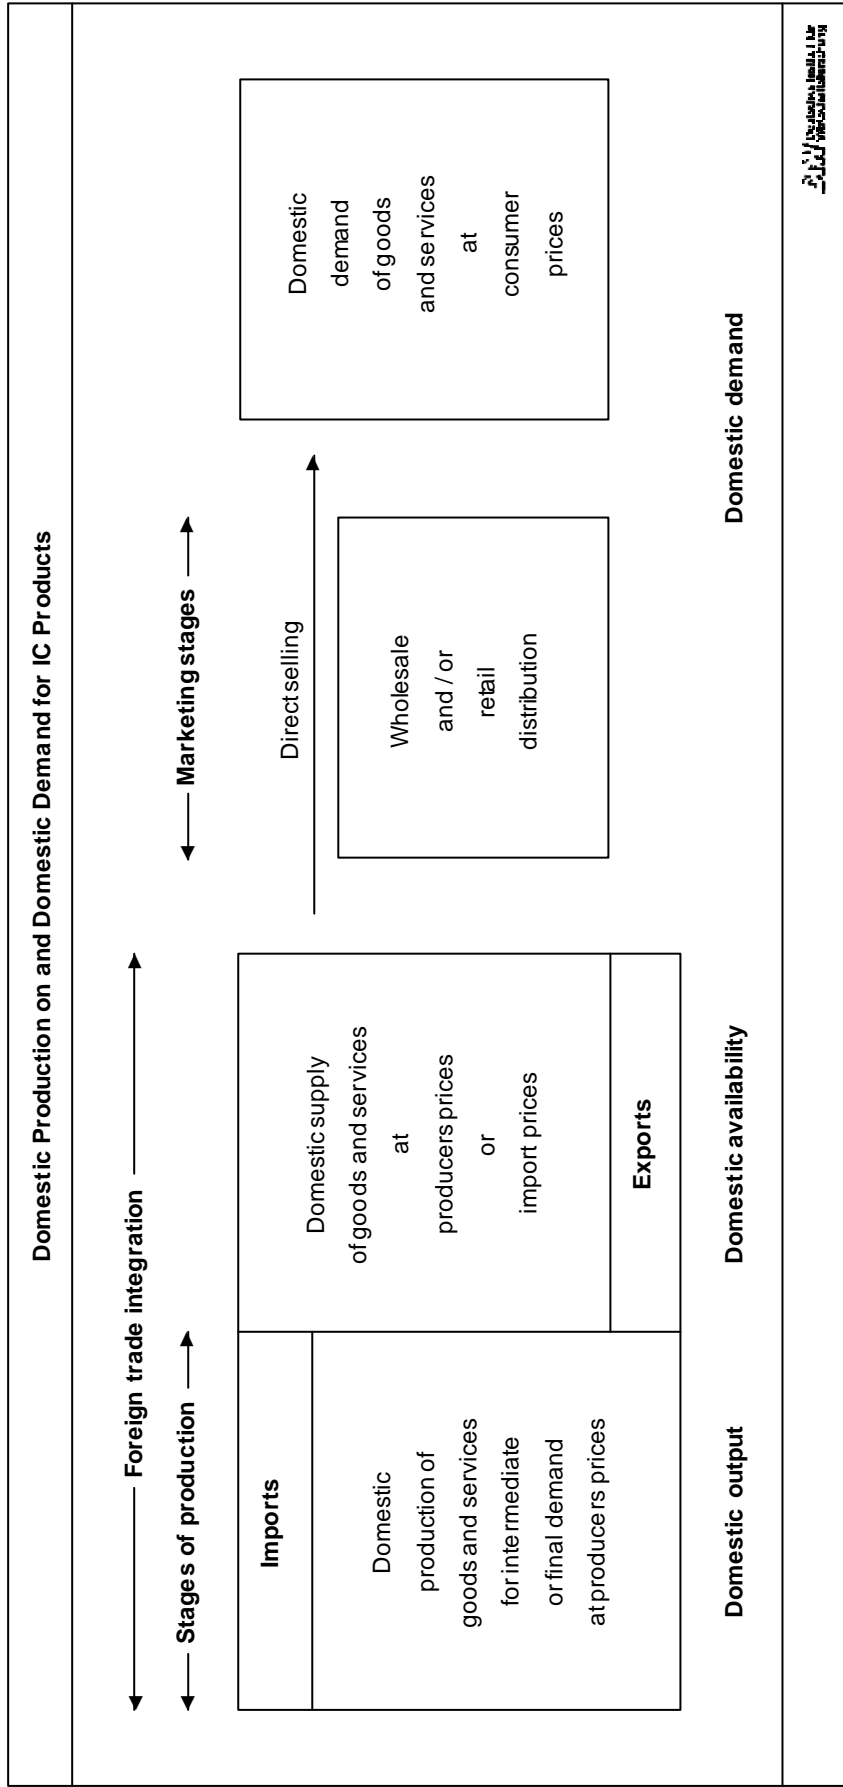 Domestic Production on and Domestic Demand for IC Products
Foreign trade integration
Stages of production
Marketing stages
Imports
Domestic
production of
goods and services
for intermediate
or final demand
at producers prices
Domestic supply
of goods and services
at
producers prices
or
import prices
Exports
Direct selling
Wholesale
and / or
retail
distribution
Domestic
demand
of goods
and services
at
consumer
prices
Domestic output
Domestic availability
Domestic demand